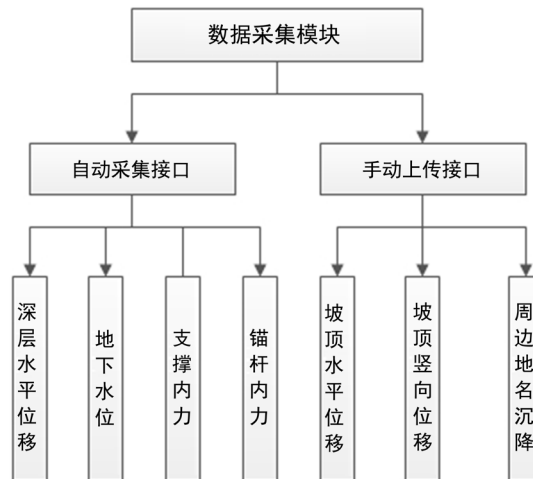 数据采集模块
自动采集接口
手动上传接口
深层水平位移
地下水位
支撑内力
锚杆内力
坡顶水平位移
坡顶竖向位移
周边地名沉降